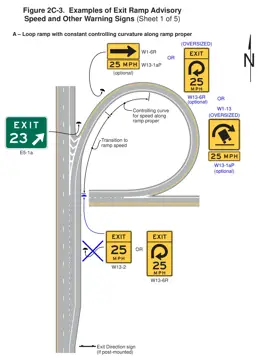 Figure 2C-3. Examples of Exit Ramp Advisory
Speed and Other Warning Signs (Sheet 1 of 5)
A – Loop ramp with constant controlling curvature along ramp proper
(OVERSIZED)
W1-6R
25 MPH
W13-1aP
(optional)
OR
EXIT
25
MPH
W13-6R
(optional)
OR
W1-13
(OVERSIZED)
25 MPH
W13-1aP
(optional)
N
Controlling curve
for speed along
ramp proper
Transition to
ramp speed
EXIT
23
E5-1a
EXIT
25
MPH
W13-2
OR
EXIT
25
MPH
W13-6R
Exit Direction sign
(if post-mounted)